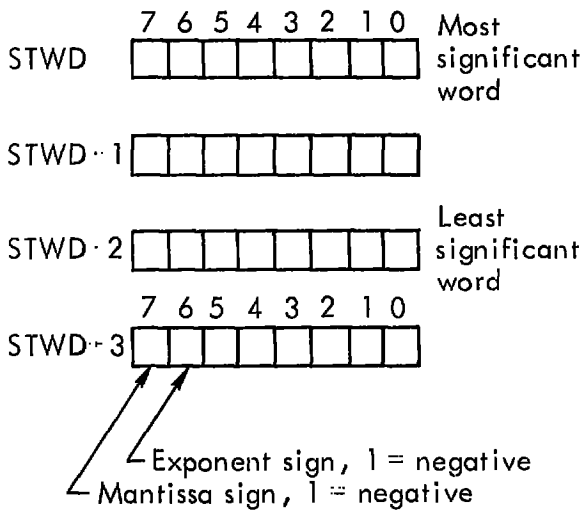 7 6 5 4 3 2 1 0 Most
STWD significant
word
STWD+1
Least
STWD+2 significant
word
7 6 5 4 3 2 1 0
STWD+3
Exponent sign, 1 = negative
Mantissa sign, 1 = negative